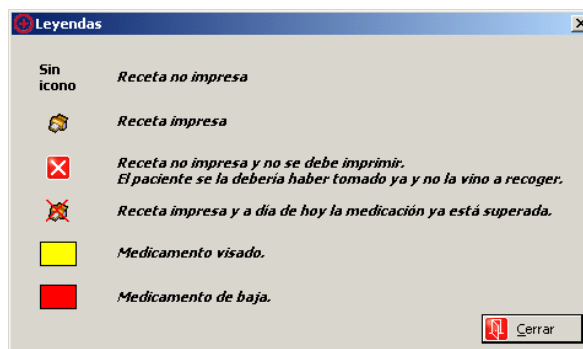 Leyendas
Sin
icono
Receta no impresa
Receta impresa
Receta no impresa y no se debe imprimir.
El paciente se la debería haber tomado ya y no la vino a recoger.
Receta impresa y a día de hoy la medicación ya está superada.
Medicamento visado.
Medicamento de baja.
Cerrar